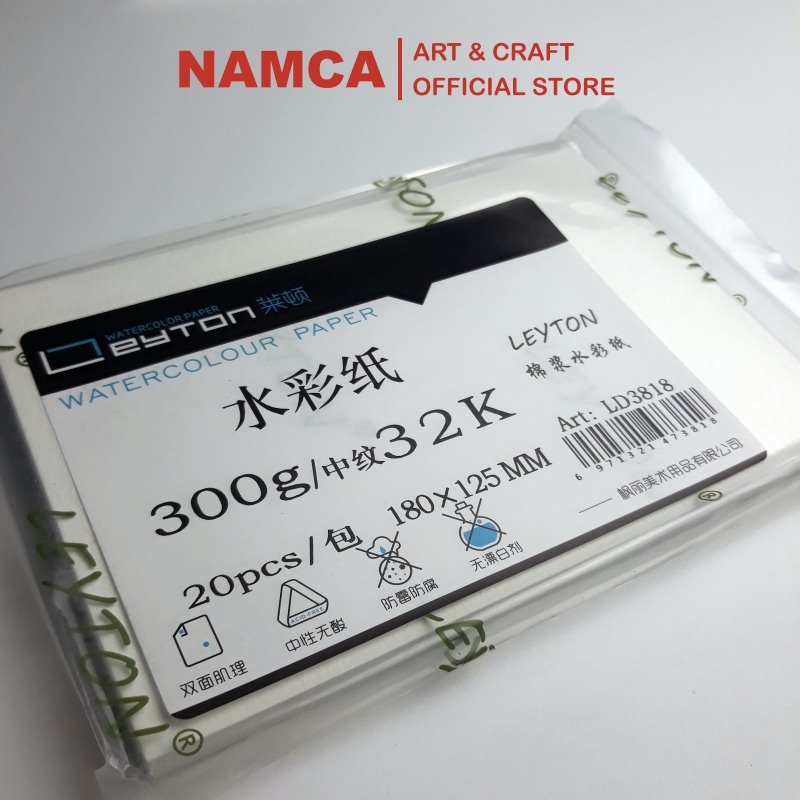 NAMCA
ART & CRAFT
OFFICIAL STORE
WATERCOLOR PAPER
Leyton 莱顿
WATERCOLOUR PAPER
水彩纸
LEYTON
棉浆水彩纸
300g/中纹32K
Art: LD3818
6 971321 473818
20pcs/包
180×125MM
枫丽美术用品有限公司
双面肌理
ACID-FREE
中性无酸
防霉防腐
无漂白剂
LEYTON®
LEYTON®